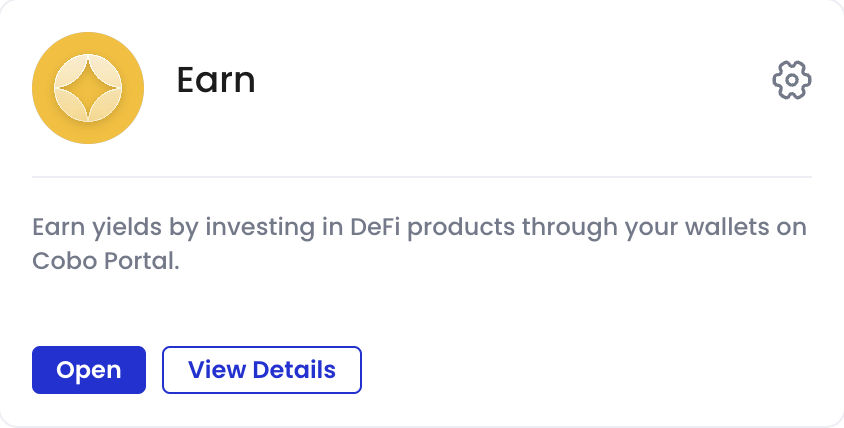 Earn
Earn yields by investing in DeFi products through your wallets on
Cobo Portal.
Open
View Details